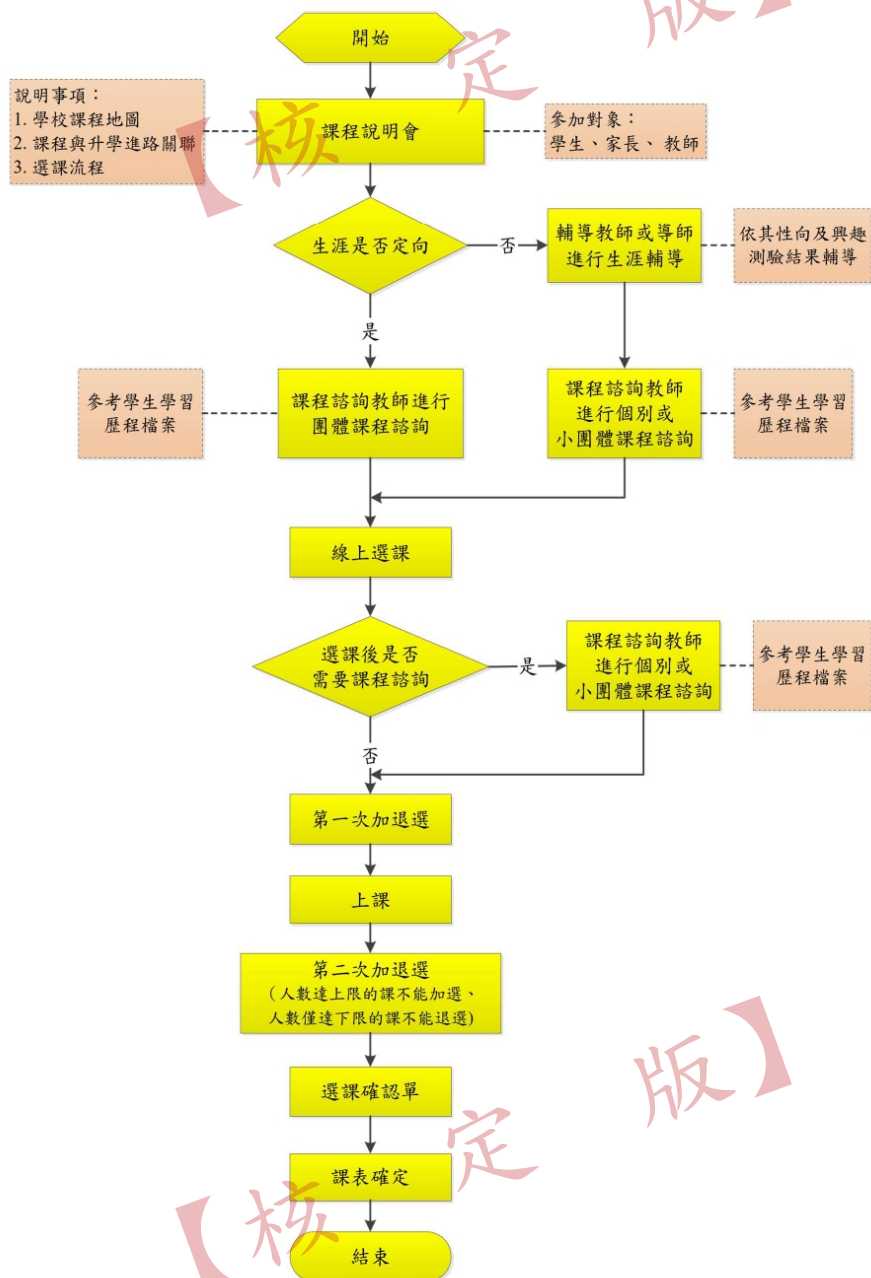 開始
說明事項：
1. 學校課程地圖
2. 課程與升學進路關聯
3. 選課流程
課程說明會
參加對象：
學生、家長、教師
生涯是否定向
否
輔導教師或導師
進行生涯輔導
依其性向及興趣
測驗結果輔導
是
參考學生學習
歷程檔案
課程諮詢教師進行
團體課程諮詢
課程諮詢教師
進行個別或
小團體課程諮詢
參考學生學習
歷程檔案
線上選課
選課後是否
需要課程諮詢
是
課程諮詢教師
進行個別或
小團體課程諮詢
參考學生學習
歷程檔案
否
第一次加退選
上課
第二次加退選
（人數達上限的課不能加選、
人數僅達下限的課不能退選)
選課確認單
課表確定
結束
【核定版】
【核定版】